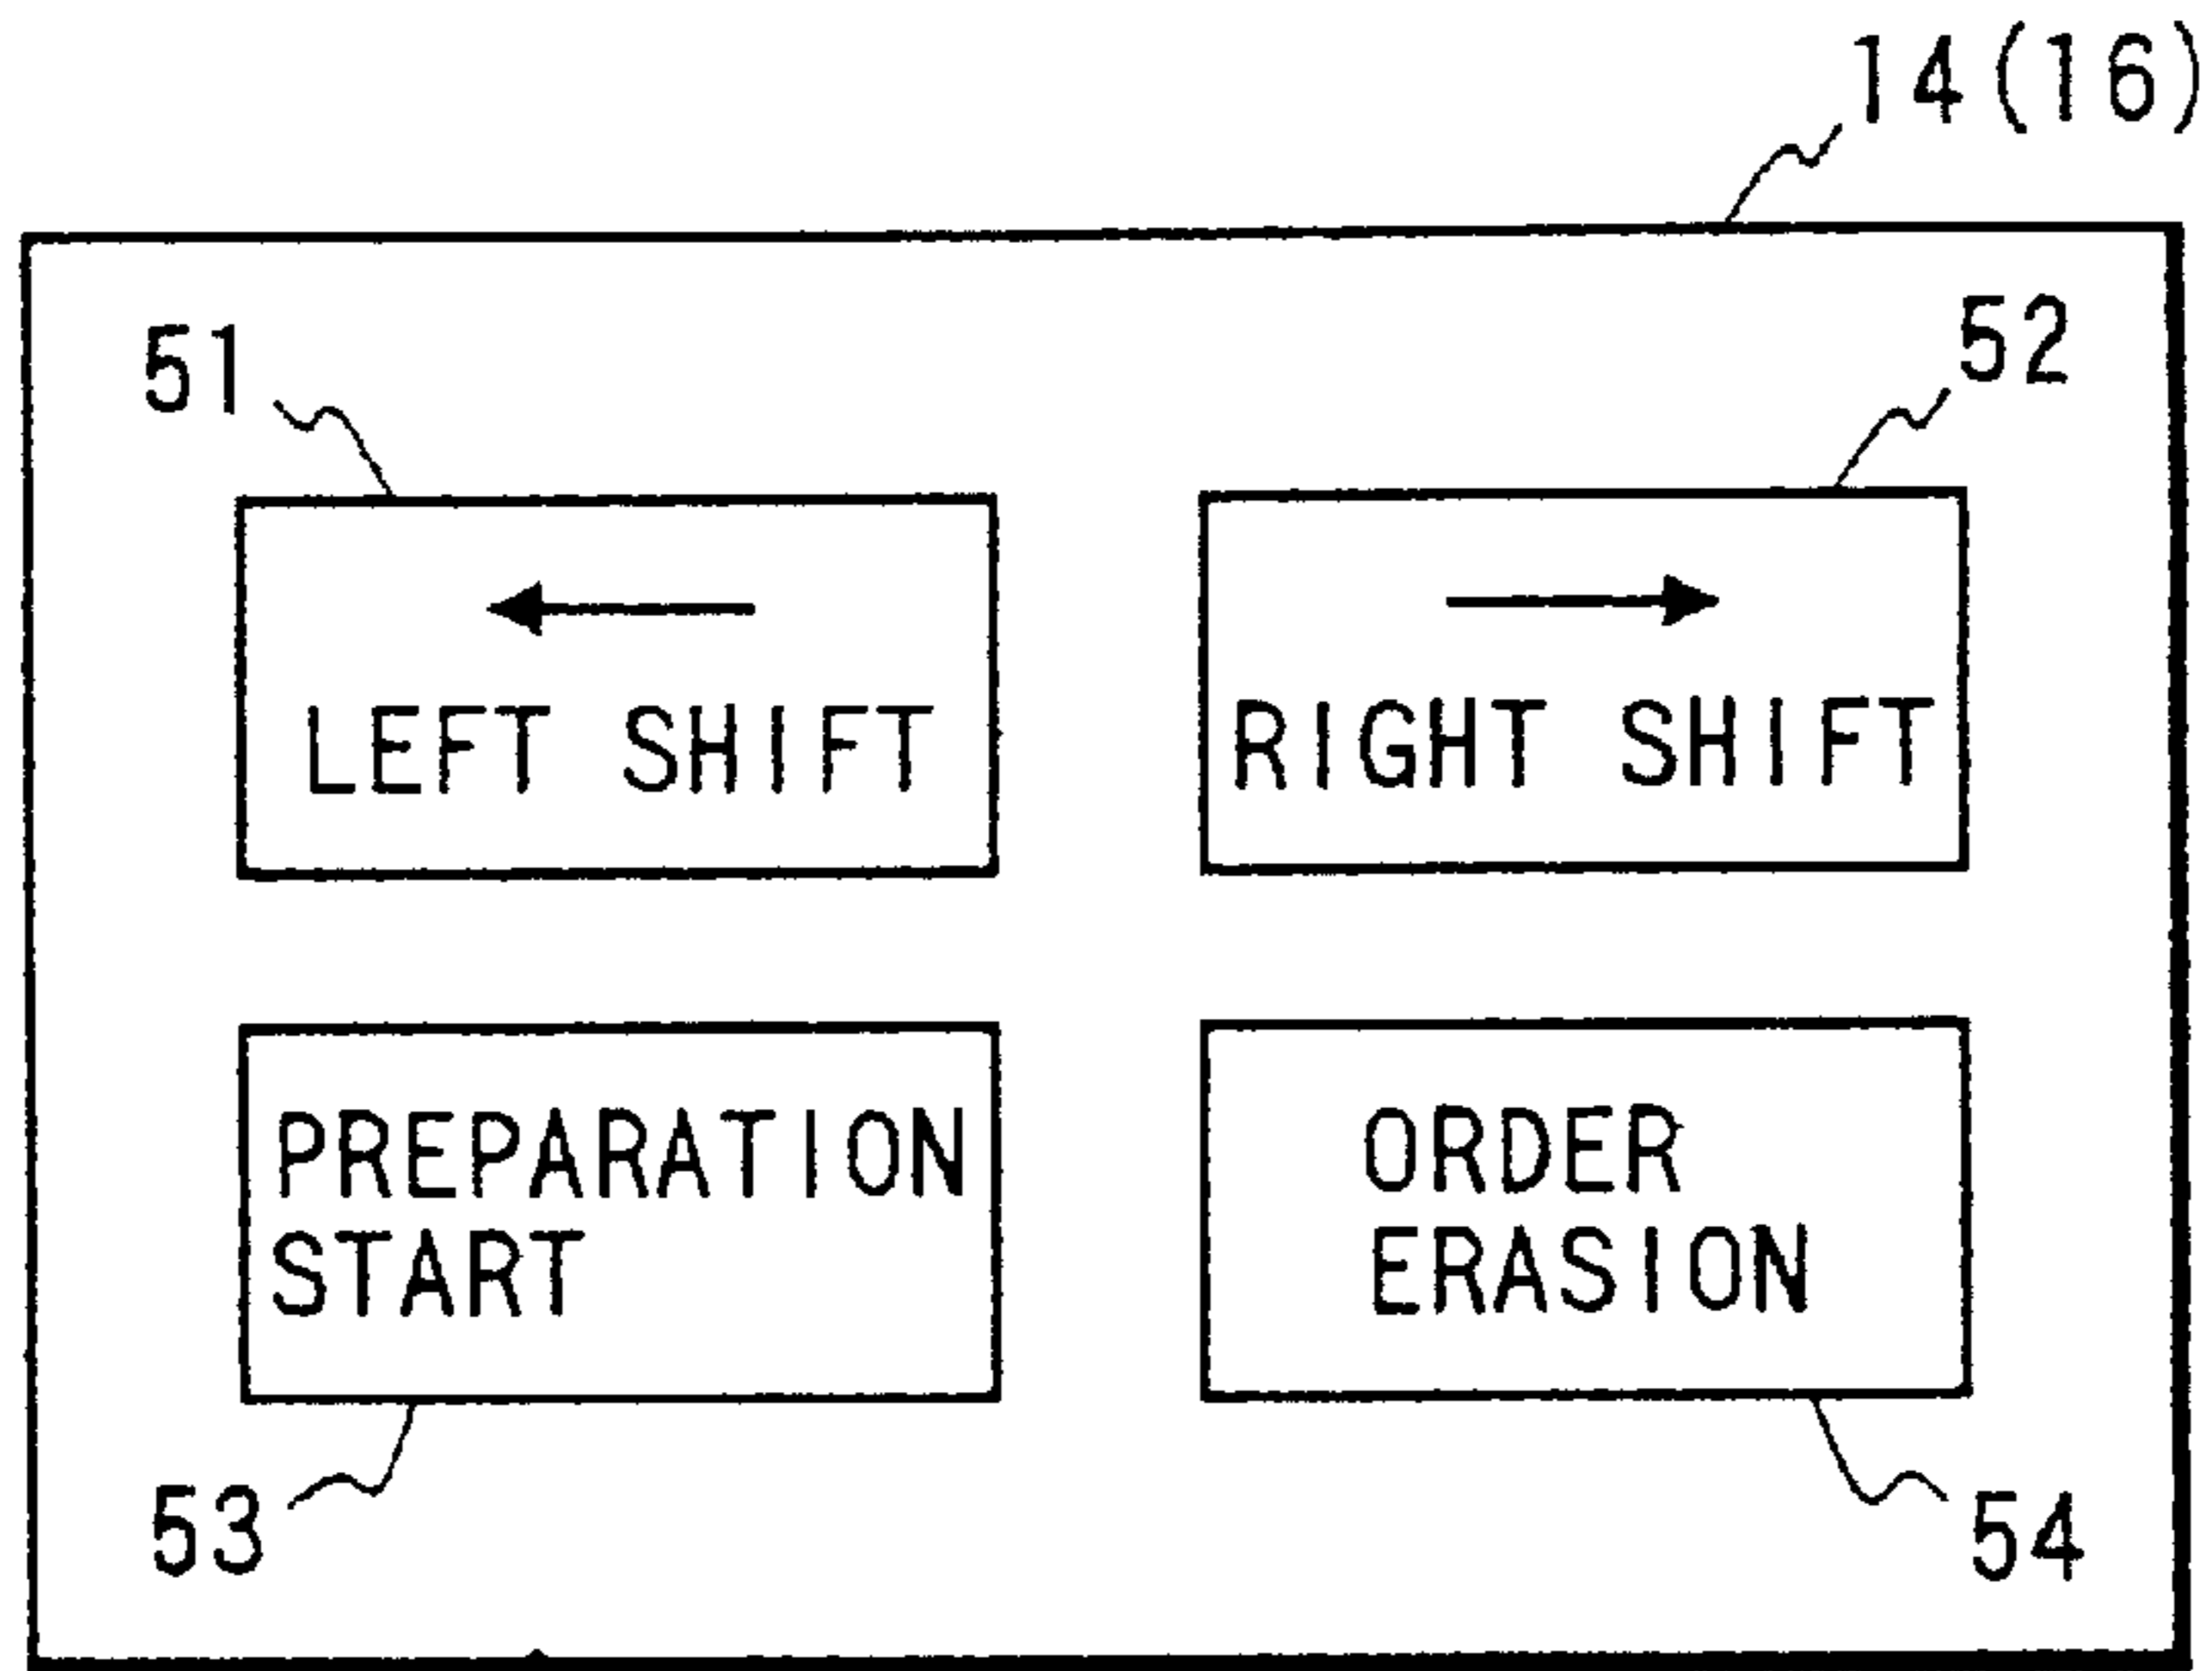 14(16)
51
52
LEFT SHIFT
RIGHT SHIFT
PREPARATION
START
ORDER
ERASION
53
54